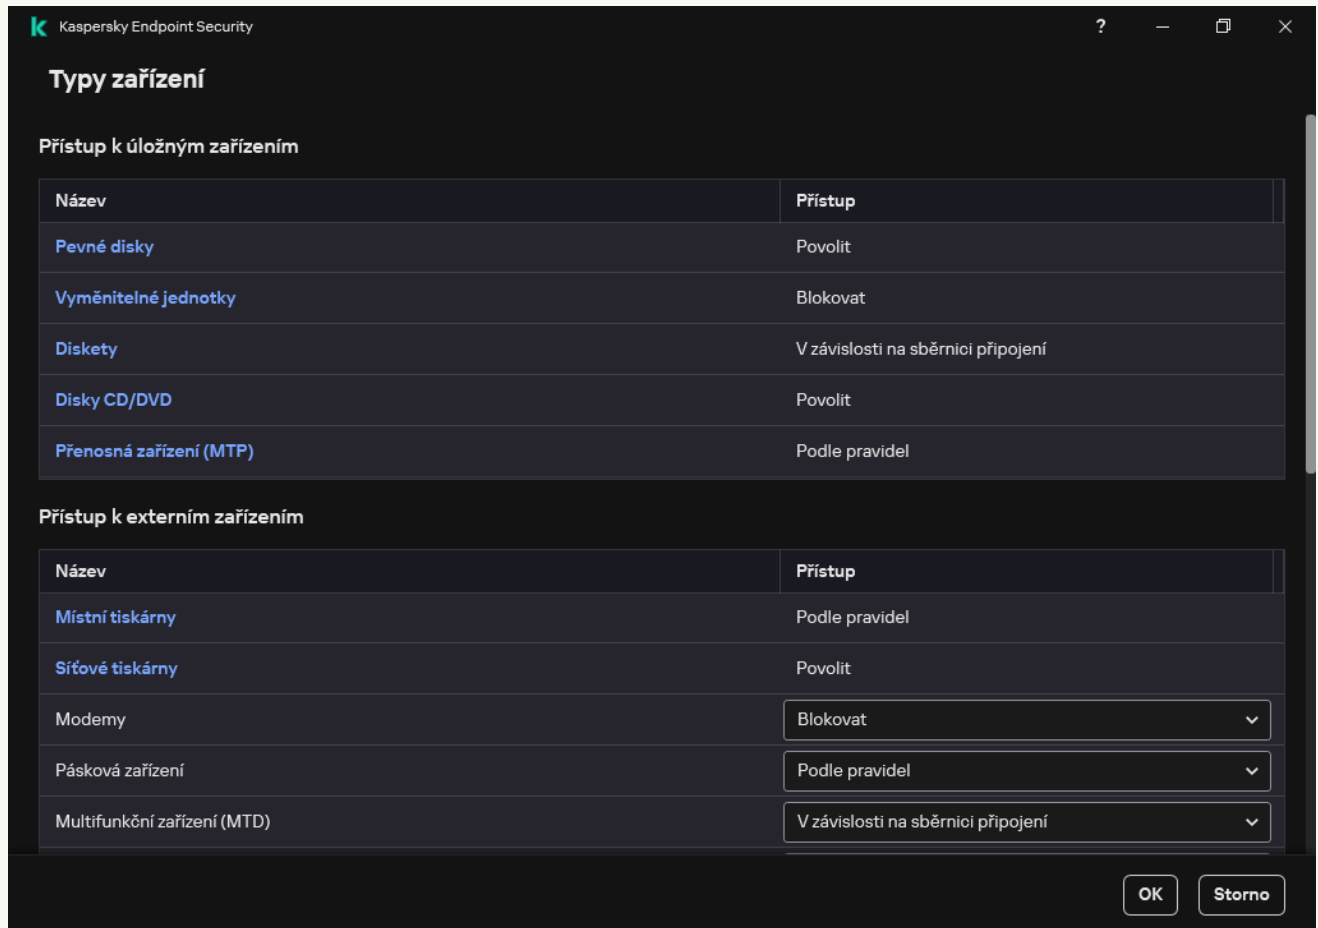 Kaspersky Endpoint Security
Typy zařízení
Přístup k úložným zařízením
Název Přístup
Pevné disky Povolit
Vyměnitelné jednotky Blokovat
Diskety V závislosti na sběrnici připojení
Disky CD/DVD Povolit
Přenosná zařízení (MTP) Podle pravidel
Přístup k externím zařízením
Název Přístup
Místní tiskárny Podle pravidel
Síťové tiskárny Povolit
Modemy Blokovat
Pásková zařízení Podle pravidel
Multifunkční zařízení (MTD) V závislosti na sběrnici připojení
OK Storno